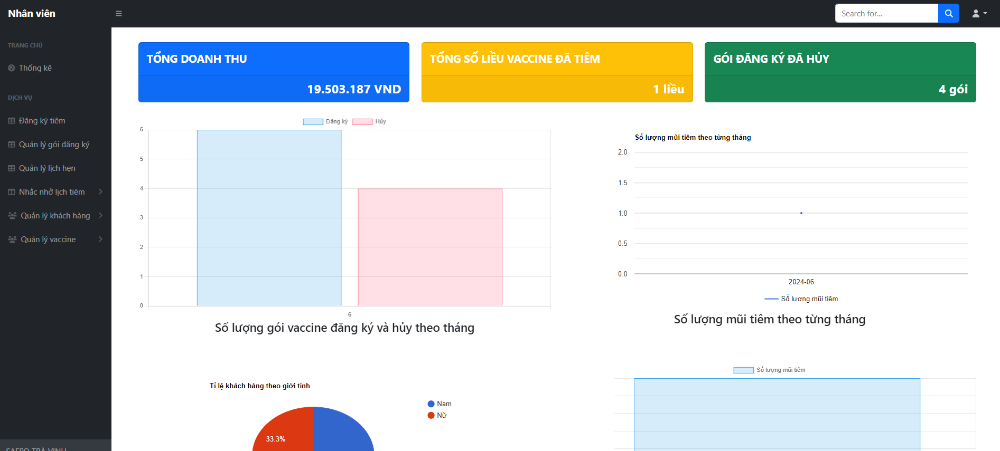 Nhân viên
Search for...
TRANG CHỦ
Thống kê
DỊCH VỤ
Đăng ký tiêm
Quản lý gói đăng ký
Quản lý lịch hẹn
Nhắc nhở lịch tiêm
Quản lý khách hàng
Quản lý vaccine
SAFPO TRÀ VINH
TỔNG DOANH THU
19.503.187 VND
TỔNG SỐ LIỀU VACCINE ĐÃ TIÊM
1 liều
GÓI ĐĂNG KÝ ĐÃ HỦY
4 gói
Đăng ký Hủy
6
5
4
3
2
1
0
6
Số lượng gói vaccine đăng ký và hủy theo tháng
Số lượng mũi tiêm theo từng tháng
2.0
1.5
1.0
0.5
0.0
2024-06
Số lượng mũi tiêm
Số lượng mũi tiêm theo từng tháng
Tỉ lệ khách hàng theo giới tính
Nam
Nữ
33.3%
Số lượng mũi tiêm